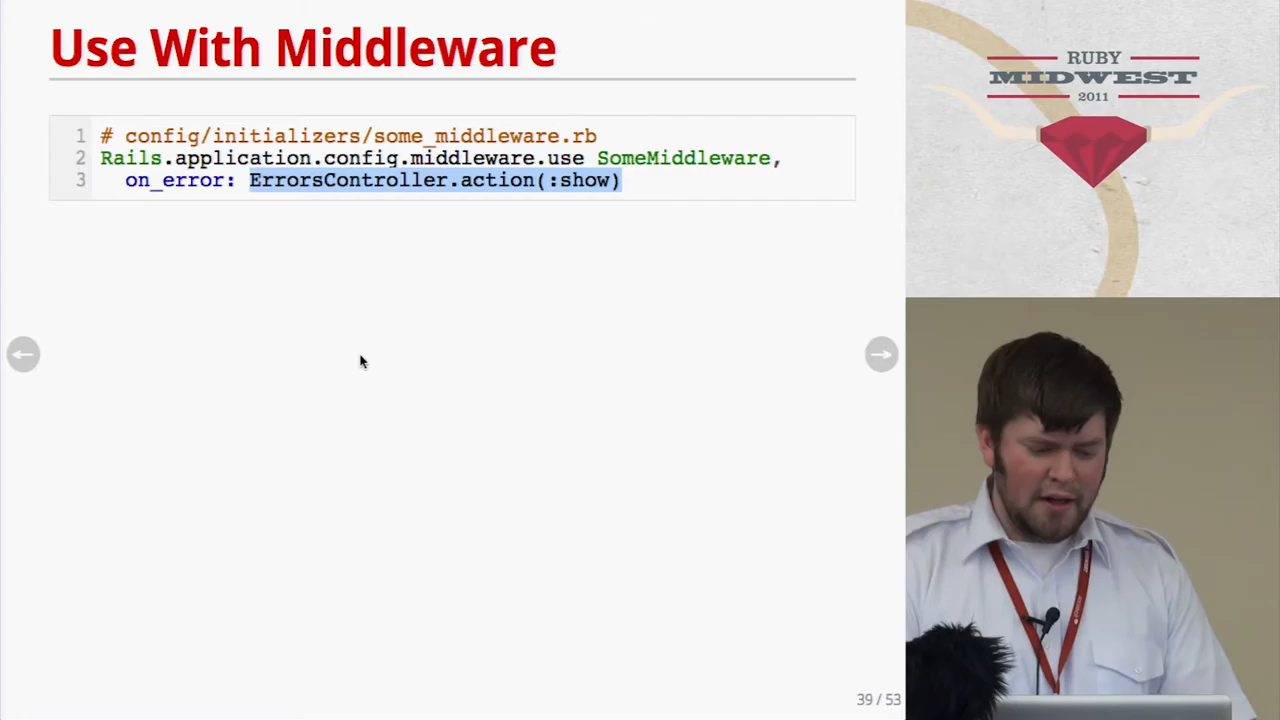 Use With Middleware
1 # config/initializers/some_middleware.rb
2 Rails.application.config.middleware.use SomeMiddleware,
3 on_error: ErrorsController.action(:show)
39 / 53
RUBY
MIDWEST
2011